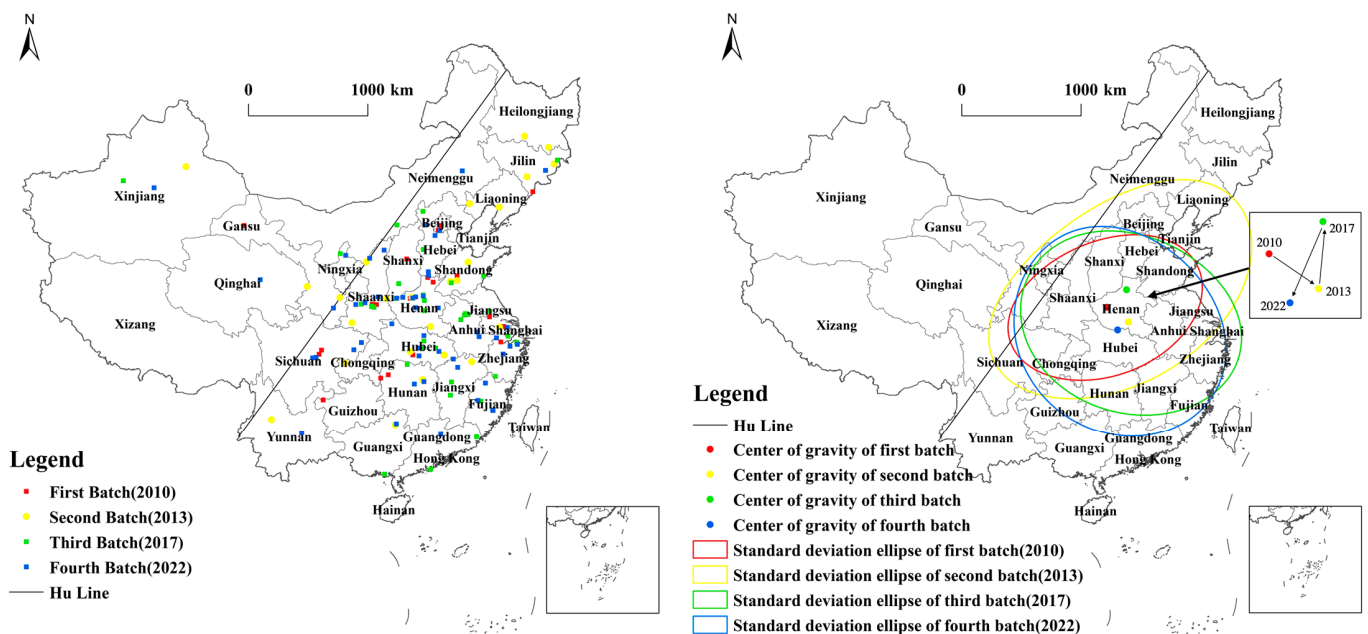 N
0
1000 km
Heilongjiang
Jilin
Neimenggu
Liaoning
Xinjiang
Gansu
Beijing
Tianjin
Hebei
Shanxi
Ningxia
Shandong
Qinghai
Shaanxi
Henan
Jiangsu
Xizang
Anhui
Shanghai
Hubei
Sichuan
Chongqing
Zhejiang
Hunan
Jiangxi
Guizhou
Fujian
Yunnan
Guangxi
Guangdong
Taiwan
Hong Kong
Hainan
Legend
First Batch(2010)
Second Batch(2013)
Third Batch(2017)
Fourth Batch(2022)
Hu Line
N
0
1000 km
Heilongjiang
Jilin
Neimenggu
Liaoning
Xinjiang
Gansu
Beijing
Tianjin
Hebei
Shanxi
Ningxia
Shandong
Qinghai
Shaanxi
Henan
Jiangsu
Xizang
Anhui
Shanghai
Hubei
Sichuan
Chongqing
Zhejiang
Hunan
Jiangxi
Guizhou
Fujian
Yunnan
Guangxi
Guangdong
Taiwan
Hong Kong
Hainan
2017
2010
2013
2022
Legend
Hu Line
Center of gravity of first batch
Center of gravity of second batch
Center of gravity of third batch
Center of gravity of fourth batch
Standard deviation ellipse of first batch(2010)
Standard deviation ellipse of second batch(2013)
Standard deviation ellipse of third batch(2017)
Standard deviation ellipse of fourth batch(2022)